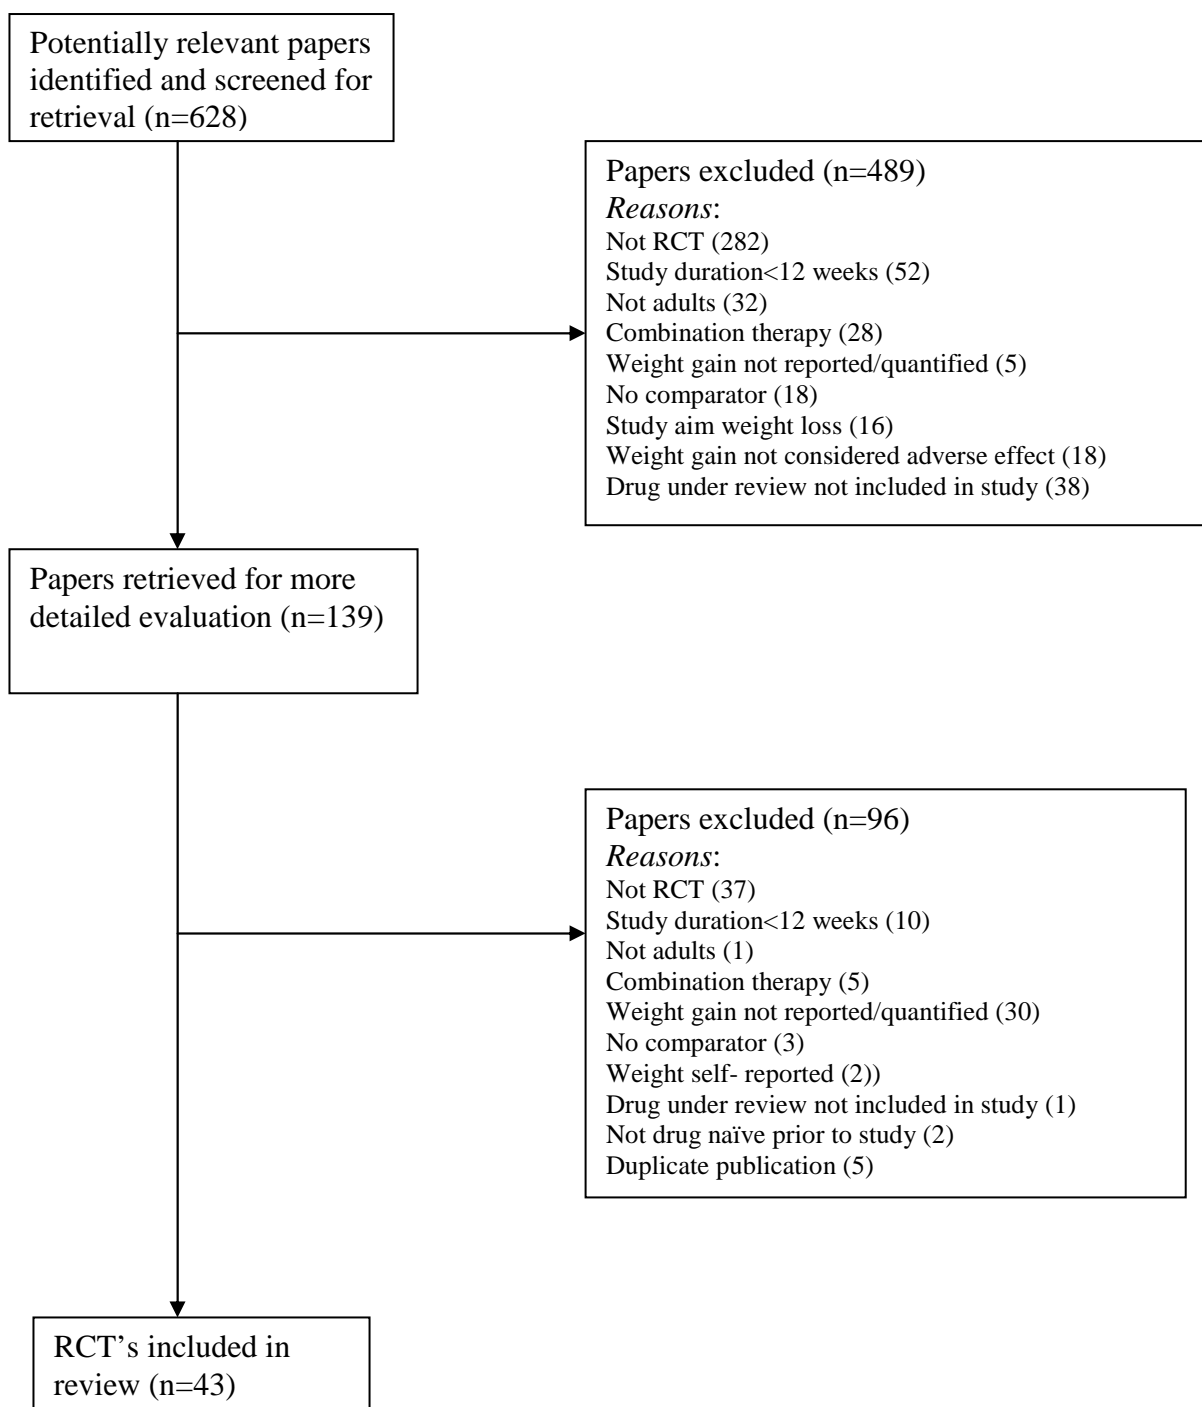 Potentially relevant papers
identified and screened for
retrieval (n=628)
Papers excluded (n=489)
Reasons:
Not RCT (282)
Study duration<12 weeks (52)
Not adults (32)
Combination therapy (28)
Weight gain not reported/quantified (5)
No comparator (18)
Study aim weight loss (16)
Weight gain not considered adverse effect (18)
Drug under review not included in study (38)
Papers retrieved for more
detailed evaluation (n=139)
Papers excluded (n=96)
Reasons:
Not RCT (37)
Study duration<12 weeks (10)
Not adults (1)
Combination therapy (5)
Weight gain not reported/quantified (30)
No comparator (3)
Weight self- reported (2))
Drug under review not included in study (1)
Not drug naïve prior to study (2)
Duplicate publication (5)
RCT’s included in
review (n=43)